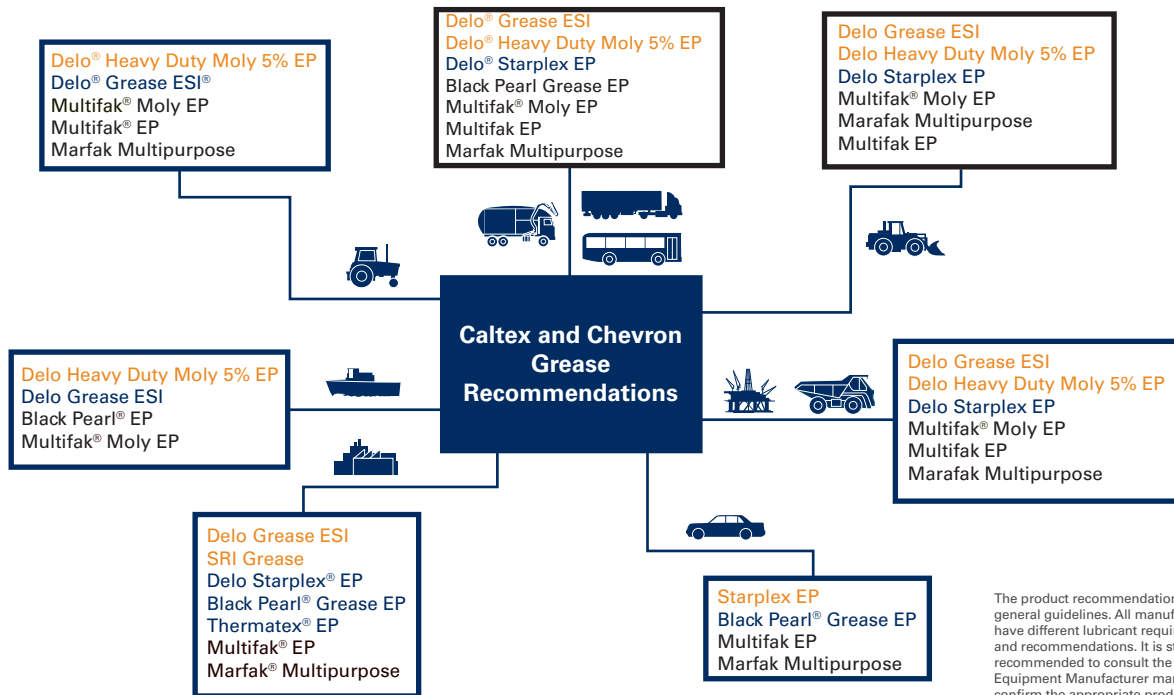 Delo® Heavy Duty Moly 5% EP
Delo® Grease ESI®
Multifak® Moly EP
Multifak® EP
Marfak Multipurpose
Delo® Grease ESI
Delo® Heavy Duty Moly 5% EP
Delo® Starplex EP
Black Pearl Grease EP
Multifak® Moly EP
Multifak EP
Marfak Multipurpose
Delo Grease ESI
Delo Heavy Duty Moly 5% EP
Delo Starplex EP
Multifak® Moly EP
Marafak Multipurpose
Multifak EP
Caltex and Chevron
Grease
Recommendations
Delo Heavy Duty Moly 5% EP
Delo Grease ESI
Black Pearl® EP
Multifak® Moly EP
Delo Grease ESI
Delo Heavy Duty Moly 5% EP
Delo Starplex EP
Multifak® Moly EP
Multifak EP
Marafak Multipurpose
Delo Grease ESI
SRI Grease
Delo Starplex® EP
Black Pearl® Grease EP
Thermatex® EP
Multifak® EP
Marfak® Multipurpose
Starplex EP
Black Pearl® Grease EP
Multifak EP
Marfak Multipurpose
The product recommendation
general guidelines. All manuf
have different lubricant requir
and recommendations. It is st
recommended to consult the
Equipment Manufacturer mar
confirm the appropriate prod